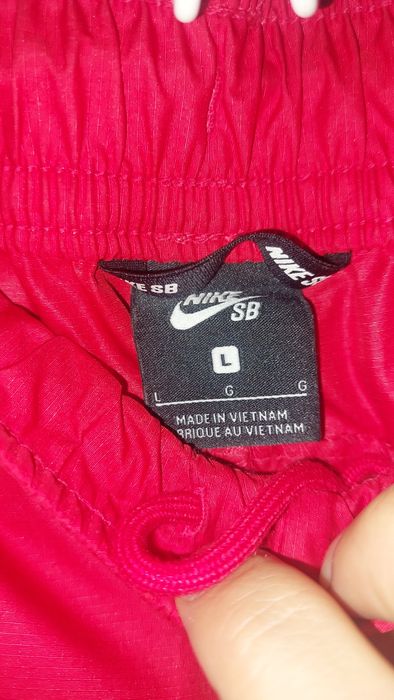 KE SB
NIKE S
NIKE
SB
L
L G G
MADE IN VIETNAM
BRIQUE AU VIETNAM